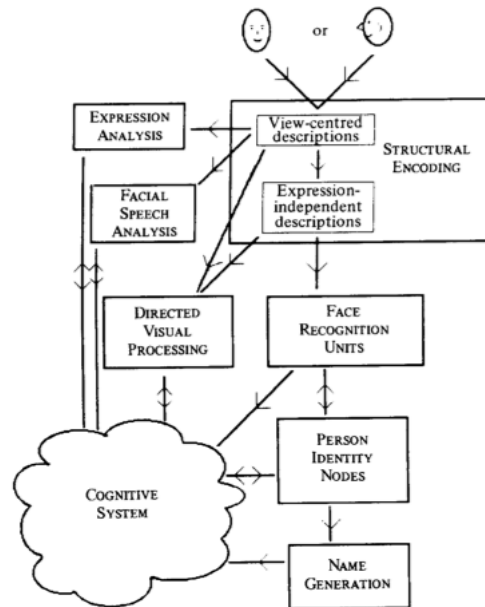 or
EXPRESSION
ANALYSIS
View-centred
descriptions
STRUCTURAL
ENCODING
FACIAL
SPEECH
ANALYSIS
Expression-
independent
descriptions
DIRECTED
VISUAL
PROCESSING
FACE
RECOGNITION
UNITS
COGNITIVE
SYSTEM
PERSON
IDENTITY
NODES
NAME
GENERATION